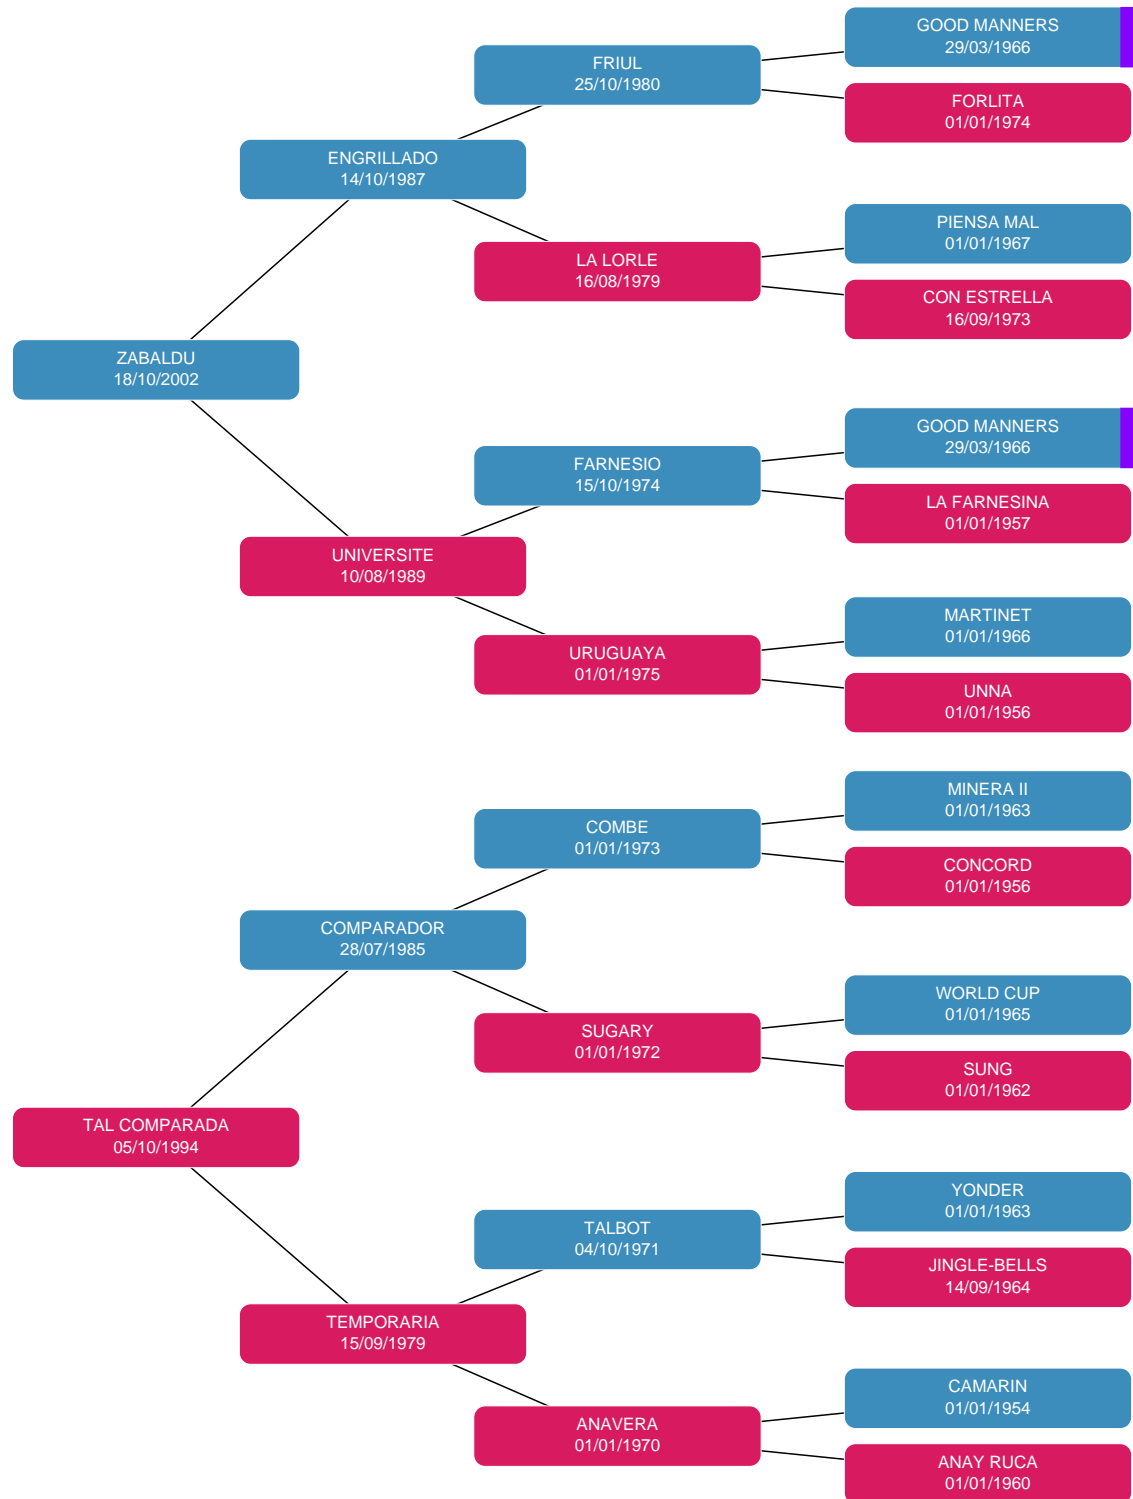 GOOD MANNERS
29/03/1966
FRIUL
25/10/1980
FORLITA
01/01/1974
ENGRILLADO
14/10/1987
PIENSA MAL
01/01/1967
LA LORLE
16/08/1979
CON ESTRELLA
16/09/1973
ZABALDU
18/10/2002
GOOD MANNERS
29/03/1966
FARNESIO
15/10/1974
LA FARNESINA
01/01/1957
UNIVERSITE
10/08/1989
MARTINET
01/01/1966
URUGUAYA
01/01/1975
UNNA
01/01/1956
MINERA II
01/01/1963
COMBE
01/01/1973
CONCORD
01/01/1956
COMPARADOR
28/07/1985
WORLD CUP
01/01/1965
SUGARY
01/01/1972
SUNG
01/01/1962
TAL COMPARADA
05/10/1994
YONDER
01/01/1963
TALBOT
04/10/1971
JINGLE-BELLS
14/09/1964
TEMPORARIA
15/09/1979
CAMARIN
01/01/1954
ANAVERA
01/01/1970
ANAY RUCA
01/01/1960